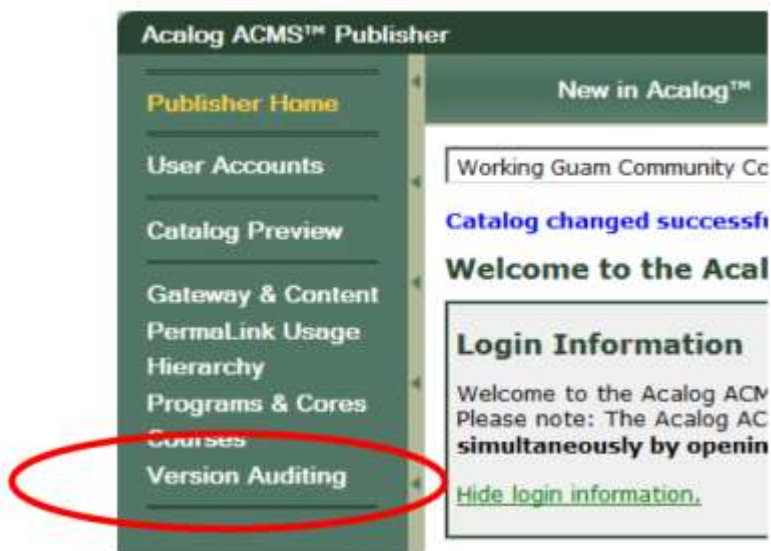 Acalog ACMS™ Publisher
Publisher Home
User Accounts
Catalog Preview
Gateway & Content
PermaLink Usage
Hierarchy
Programs & Cores
Courses
Version Auditing
New in Acalog™
Working Guam Community Co
Catalog changed successfu
Welcome to the Acal
Login Information
Welcome to the Acalog ACM
Please note: The Acalog AC
simultaneously by openin
Hide login information.